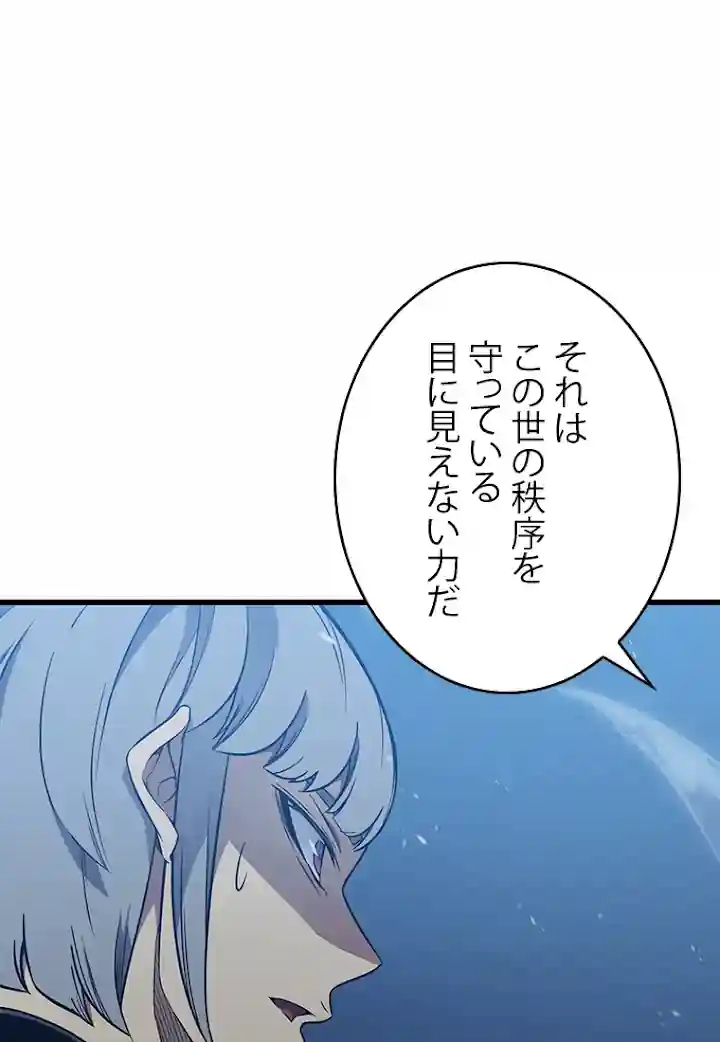 それは
この世の秩序を
守っている
目に見えない力だ